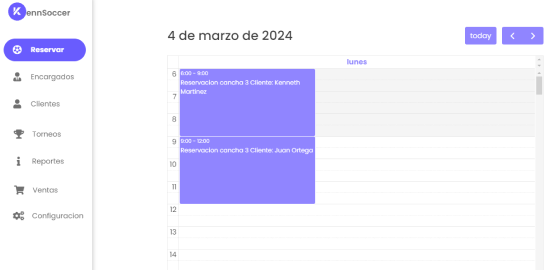 KennSoccer
Reservar
Encargados
Clientes
Torneos
Reportes
Ventas
Configuracion
4 de marzo de 2024
today
lunes
6
6:00 - 9:00
Reservacion cancha 3 Cliente: Kenneth
Martinez
7
8
9
9:00 - 12:00
Reservacion cancha 3 Cliente: Juan Ortega
10
11
12
13
14